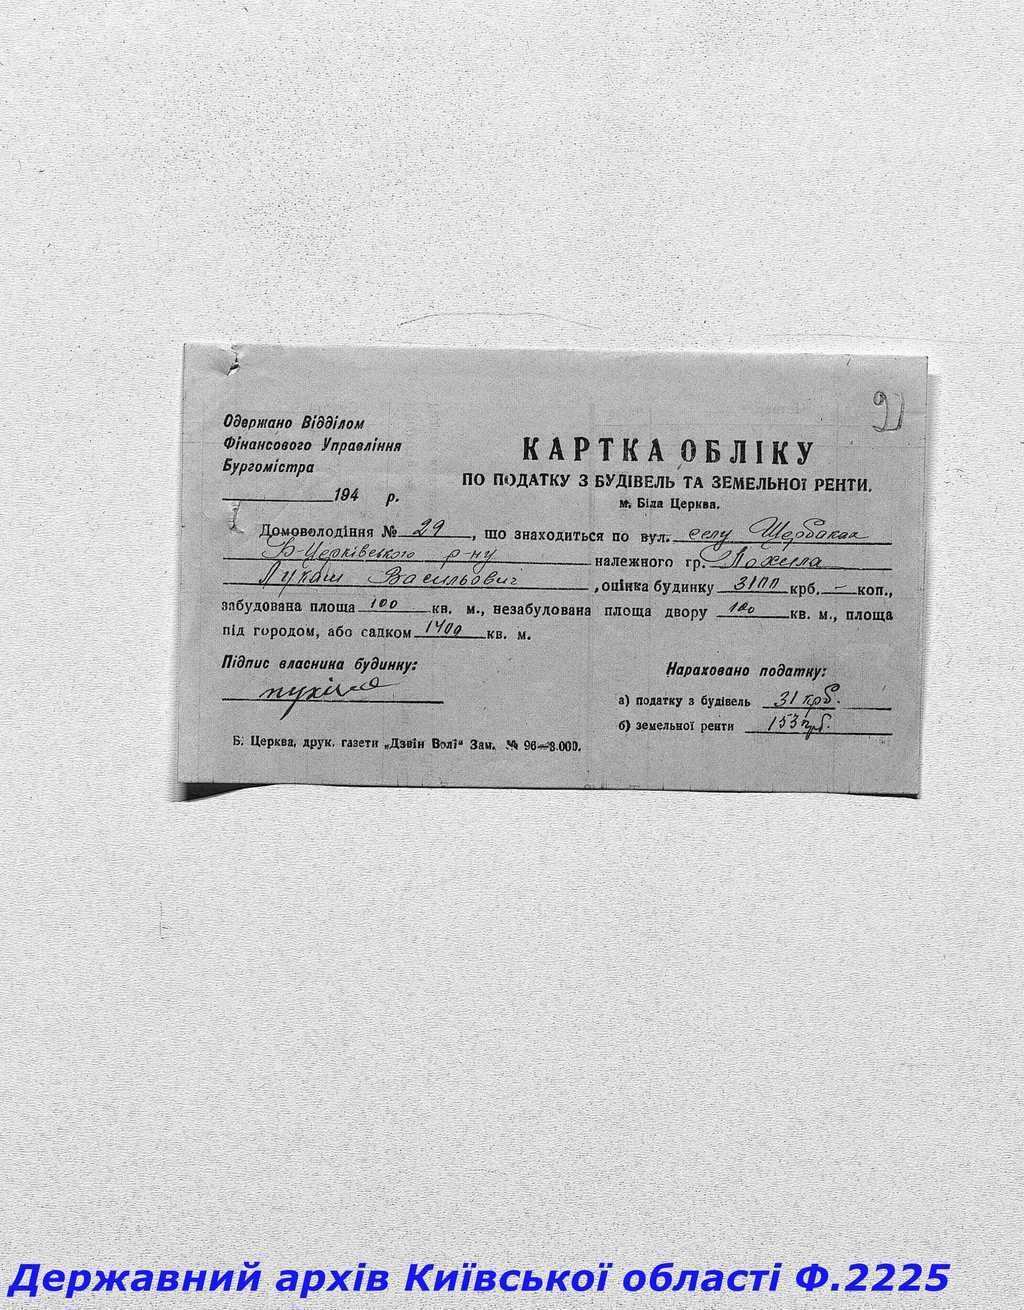 Одержано Відділом
Фінансового Управління
Бургомістра
194 р.
КАРТКА ОБЛІКУ
ПО ПОДАТКУ З БУДІВЕЛЬ ТА ЗЕМЕЛЬНОЇ РЕНТИ.
м. Біла Церква.
Домоволодіння № 29, що знаходиться по вул. селу Щербаках
Б-Церківського р-ну належного гр.
Лукаш Васильович, оцінка будинку 3100 крб. - коп.,
забудована площа 100 кв. м., незабудована площа двору 100 кв. м., площа
під городом, або садком 1400 кв. м.
Підпис власника будинку:
Нараховано податку:
а) податку з будівель 31 крб.
б) земельної ренти 153 крб.
Б. Церква, друк. газети „Дзвін Волі" Зам. № 96—8.000.
Державний архів Київської області Ф.2225